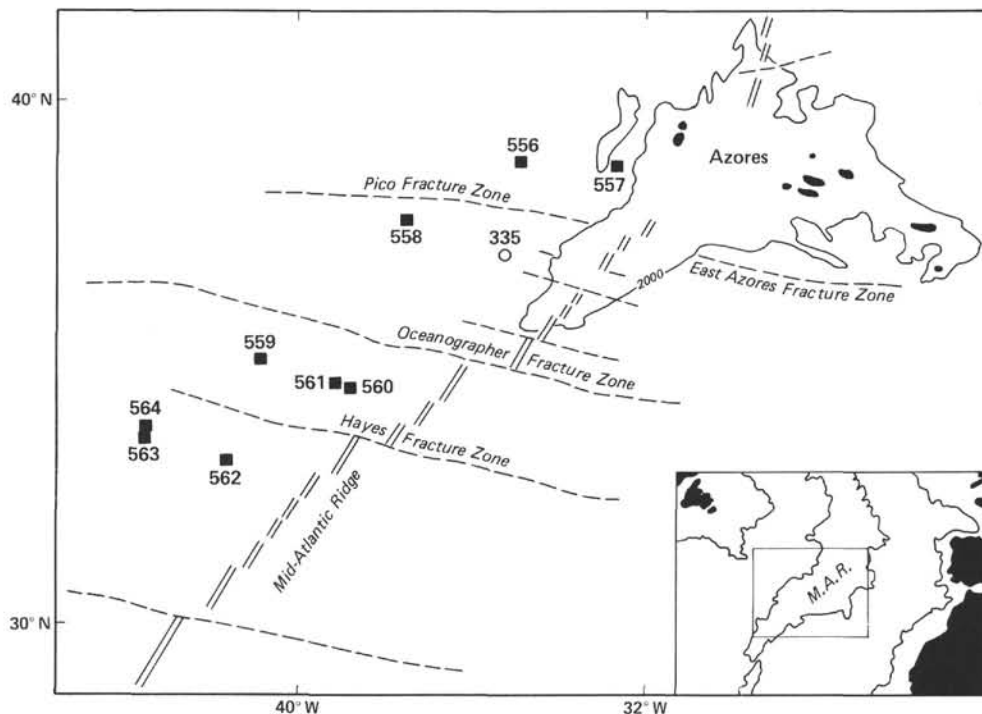 40° N
556
Azores
557
Pico Fracture Zone
558
335
2000
East Azores Fracture Zone
559
Oceanographer Fracture Zone
561
560
564
563
Hayes Fracture Zone
562
Mid-Atlantic Ridge
M.A.R.
30° N
40° W
32° W